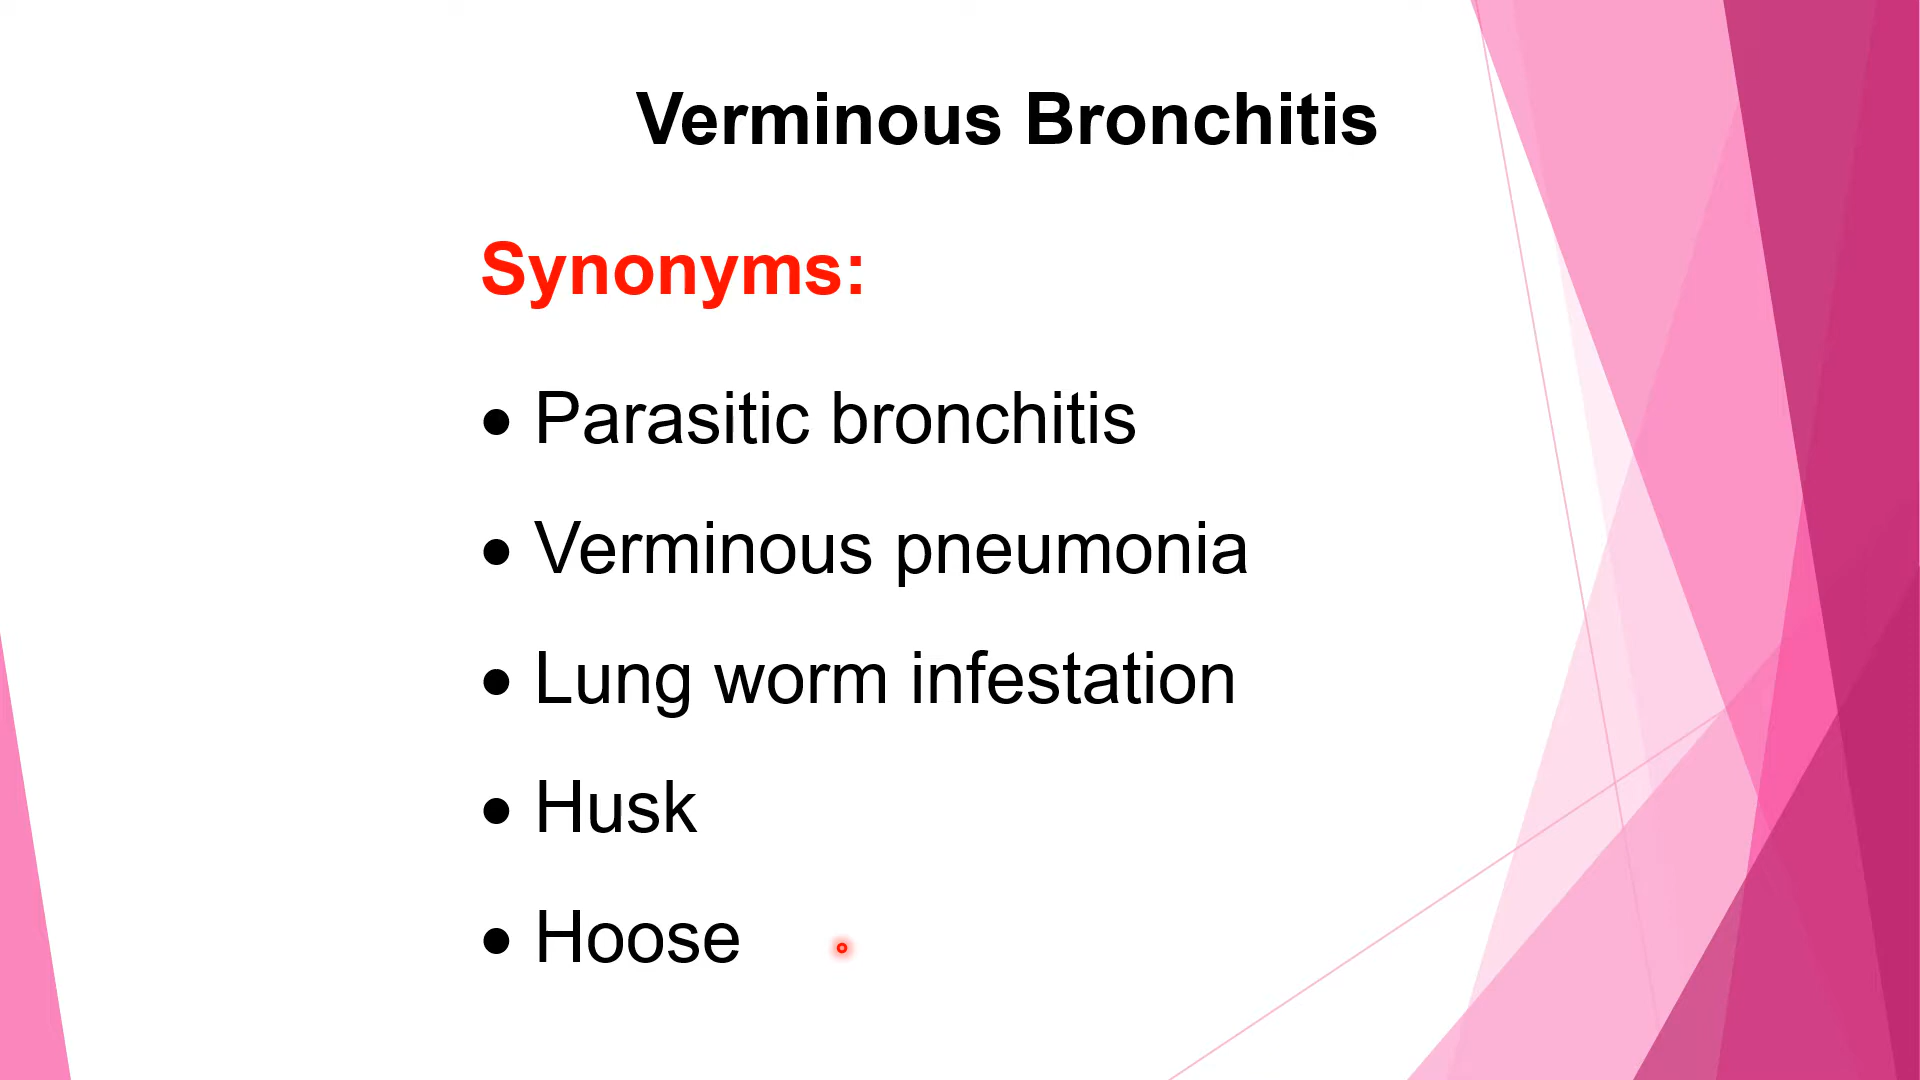 Verminous Bronchitis
Synonyms:
• Parasitic bronchitis
• Verminous pneumonia
• Lung worm infestation
• Husk
• Hoose